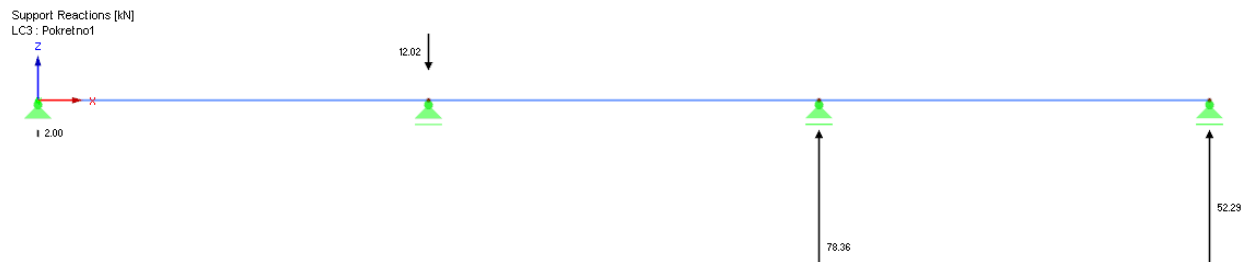 Support Reactions [kN]
LC3 : Pokretno1
Z
12.02
X
2.00
52.29
78.36